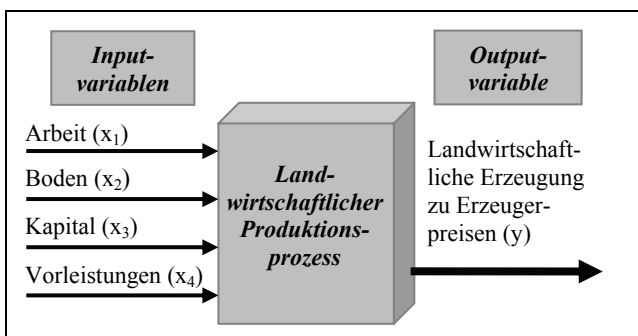 Input-
variablen
Arbeit (x₁)
Boden (x₂)
Kapital (x₃)
Vorleistungen (x₄)
Land-
wirtschaftlicher
Produktions-
prozess
Output-
variable
Landwirtschaft-
liche Erzeugung
zu Erzeuger-
preisen (y)